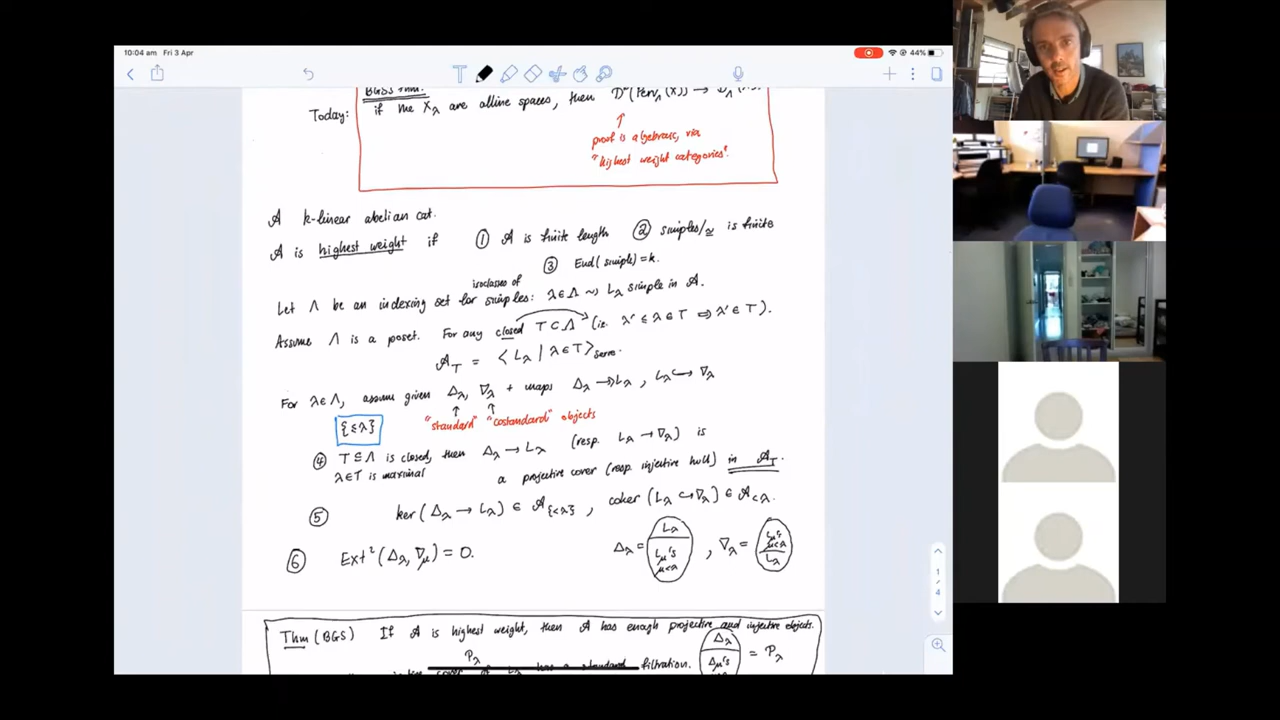 10:04 am Fri 3 Apr
44%
BGS Thm:
Today: if the X_λ are affine spaces, then D^b(Perv_Λ(X)) → D_Λ^b(X).
↑
proof is algebraic, via
"highest weight categories".
A k-linear abelian cat.
A is highest weight if ① A is finite length ② simples/≅ is finite
③ End(simple) = k.
isoclasses of
Let Λ be an indexing set for simples: λ ∈ Λ ⇝ L_λ simple in A.
Assume Λ is a poset. For any closed T ⊂ Λ (i.e. λ' ≤ λ ∈ T ⇒ λ' ∈ T).
A_T = ⟨L_λ | λ ∈ T⟩_Serre.
For λ ∈ Λ, assume given Δ_λ, ∇_λ + maps Δ_λ ↠ L_λ, L_λ ↪ ∇_λ
↑ ↑
{≤λ} "standard" "costandard" objects
④ T ⊆ Λ is closed, then Δ_λ → L_λ (resp. L_λ → ∇_λ) is
λ ∈ T is maximal a projective cover (resp. injective hull) in A_T.
⑤ ker(Δ_λ → L_λ) ∈ A_{<λ}, coker(L_λ ↪ ∇_λ) ∈ A_{<λ}.
⑥ Ext²(Δ_λ, ∇_μ) = 0. Δ_λ = L_λ / L_μ's μ<λ, ∇_λ = L_μ's μ<λ / L_λ
1
/ 4
Thm (BGS) If A is highest weight, then A has enough projective and injective objects.
P_λ has a standard filtration. Δ_λ / Δ_μ's = P_λ